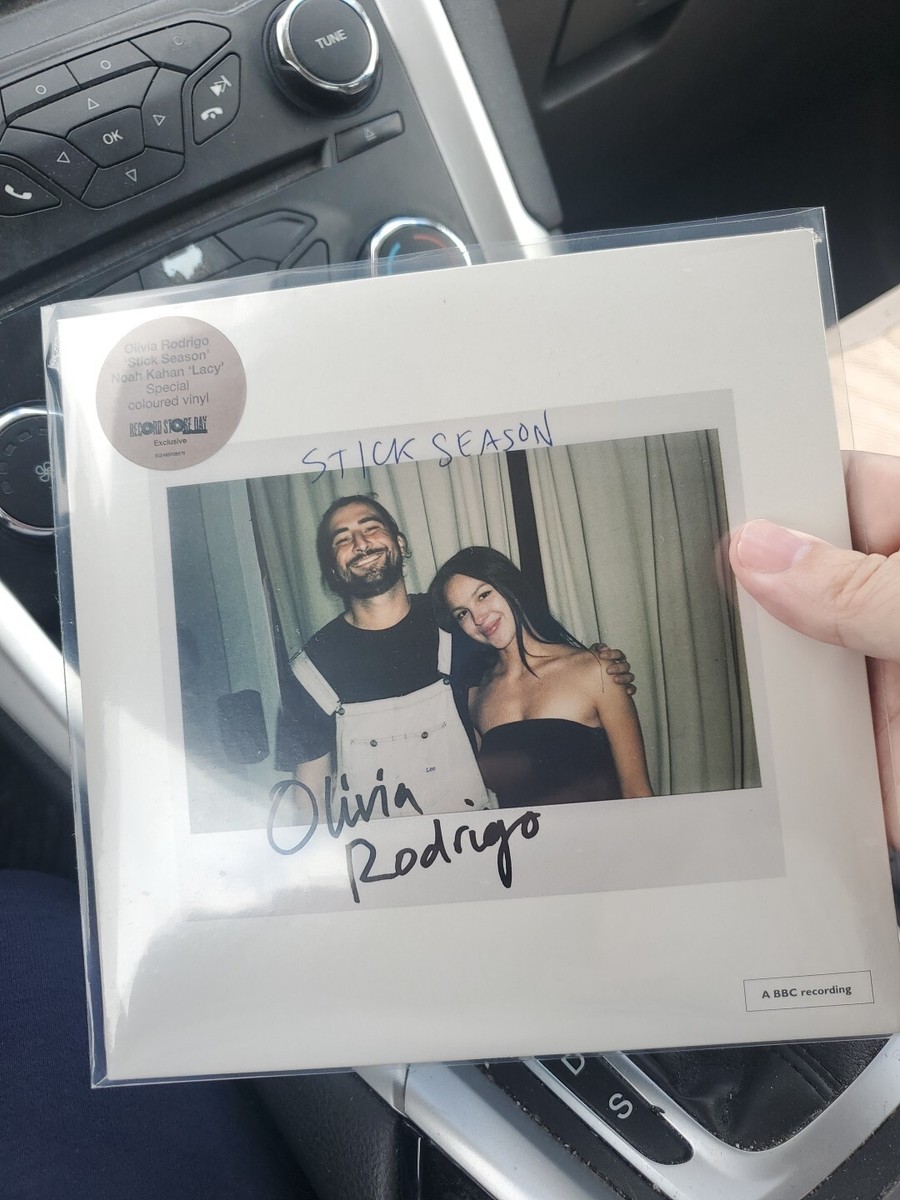 TUNE
OK
Olivia Rodrigo
'Stick Season'
Noah Kahan 'Lacy'
Special
coloured vinyl
RECORD STORE DAY
Exclusive
STICK SEASON
Lee
Olivia
Rodrigo
A BBC recording
D
S